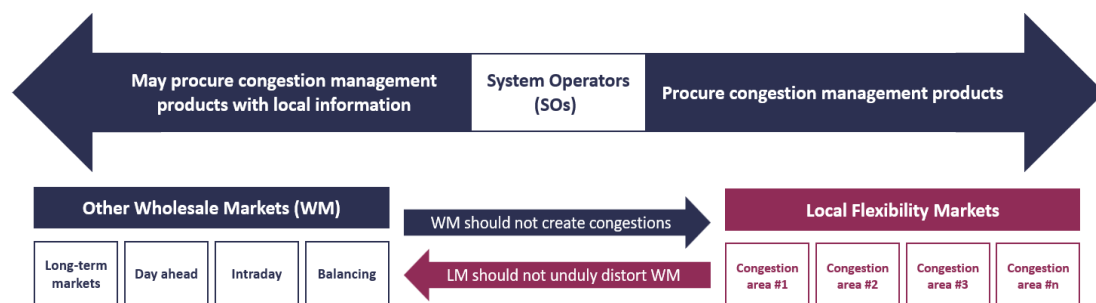 May procure congestion management
products with local information
System Operators
(SOs)
Procure congestion management products
Other Wholesale Markets (WM)
WM should not create congestions
Local Flexibility Markets
Long-term
markets
Day ahead
Intraday
Balancing
LM should not unduly distort WM
Congestion
area #1
Congestion
area #2
Congestion
area #3
Congestion
area #n